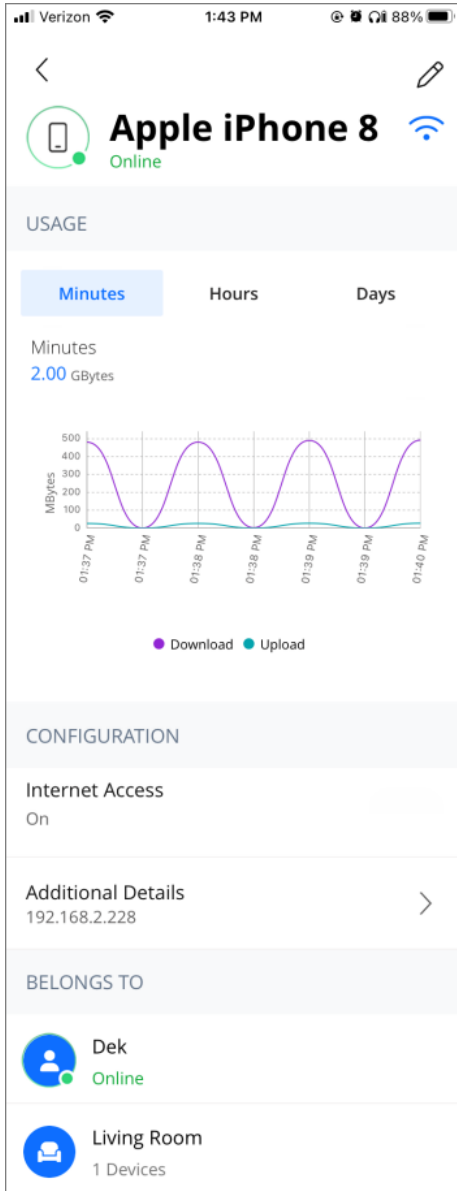 Verizon 1:43 PM 88%
Apple iPhone 8
Online
USAGE
Minutes Hours Days
Minutes
2.00 GBytes
500
400
300
200
100
0
MBytes
01:37 PM 01:37 PM 01:38 PM 01:38 PM 01:39 PM 01:39 PM 01:40 PM
Download Upload
CONFIGURATION
Internet Access
On
Additional Details
192.168.2.228
BELONGS TO
Dek
Online
Living Room
1 Devices